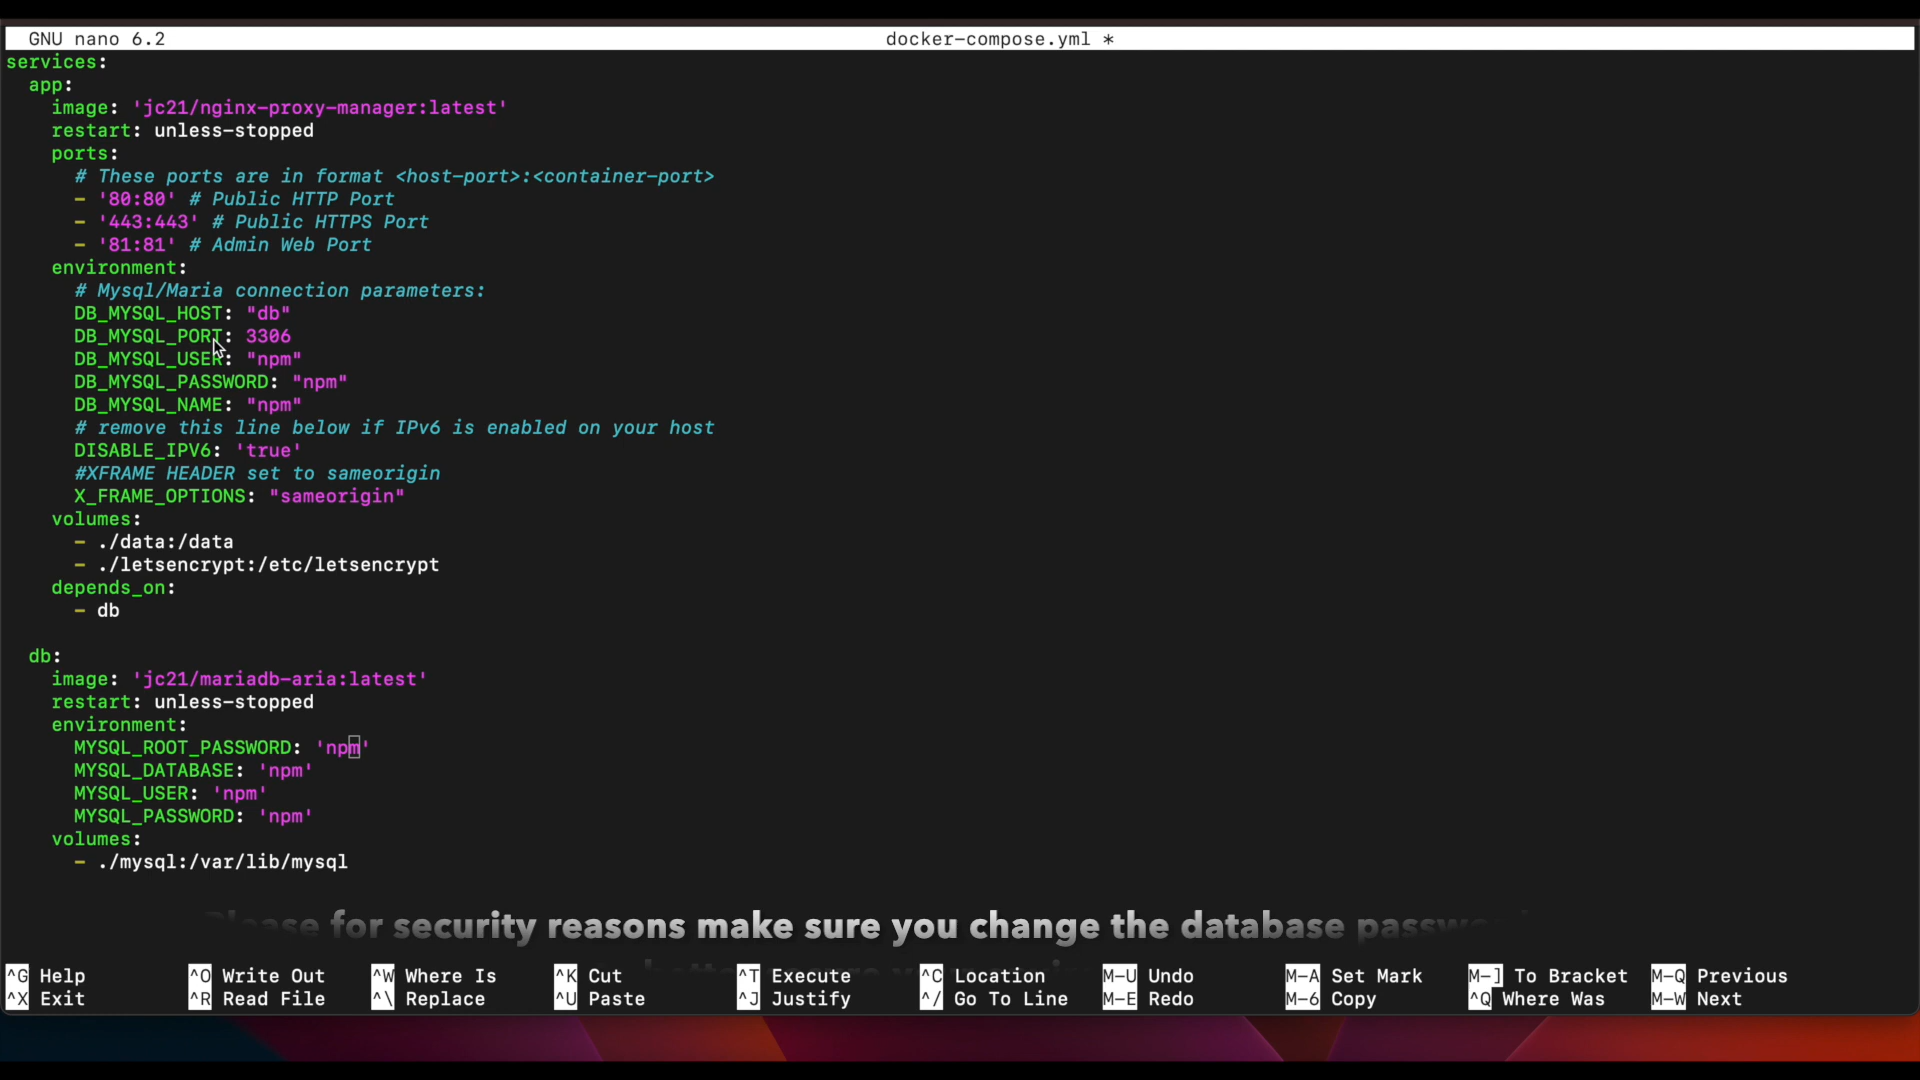 GNU nano 6.2 docker-compose.yml *
services:
  app:
    image: 'jc21/nginx-proxy-manager:latest'
    restart: unless-stopped
    ports:
      # These ports are in format <host-port>:<container-port>
      - '80:80' # Public HTTP Port
      - '443:443' # Public HTTPS Port
      - '81:81' # Admin Web Port
    environment:
      # Mysql/Maria connection parameters:
      DB_MYSQL_HOST: "db"
      DB_MYSQL_PORT: 3306
      DB_MYSQL_USER: "npm"
      DB_MYSQL_PASSWORD: "npm"
      DB_MYSQL_NAME: "npm"
      # remove this line below if IPv6 is enabled on your host
      DISABLE_IPV6: 'true'
      #XFRAME HEADER set to sameorigin
      X_FRAME_OPTIONS: "sameorigin"
    volumes:
      - ./data:/data
      - ./letsencrypt:/etc/letsencrypt
    depends_on:
      - db
  db:
    image: 'jc21/mariadb-aria:latest'
    restart: unless-stopped
    environment:
      MYSQL_ROOT_PASSWORD: 'npm'
      MYSQL_DATABASE: 'npm'
      MYSQL_USER: 'npm'
      MYSQL_PASSWORD: 'npm'
    volumes:
      - ./mysql:/var/lib/mysql
Please for security reasons make sure you change the database
^G Help ^O Write Out ^W Where Is ^K Cut ^T Execute ^C Location M-U Undo M-A Set Mark M-] To Bracket M-Q Previous
^X Exit ^R Read File ^\ Replace ^U Paste ^J Justify ^/ Go To Line M-E Redo M-6 Copy ^Q Where Was M-W Next